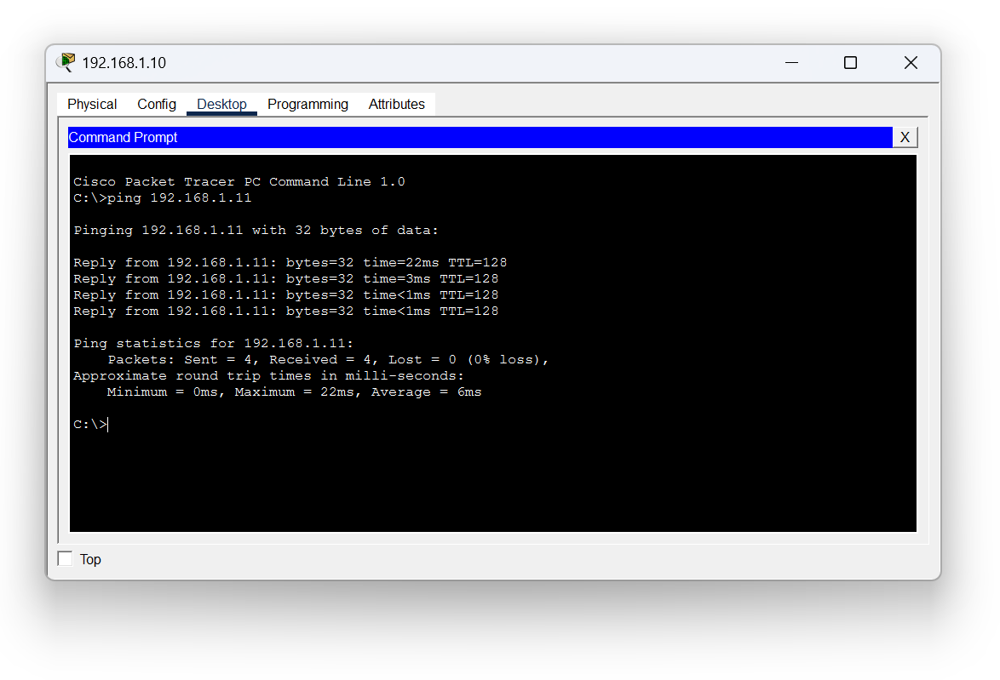 192.168.1.10
Physical Config Desktop Programming Attributes
Command Prompt X
Cisco Packet Tracer PC Command Line 1.0
C:\>ping 192.168.1.11
Pinging 192.168.1.11 with 32 bytes of data:
Reply from 192.168.1.11: bytes=32 time=22ms TTL=128
Reply from 192.168.1.11: bytes=32 time=3ms TTL=128
Reply from 192.168.1.11: bytes=32 time<1ms TTL=128
Reply from 192.168.1.11: bytes=32 time<1ms TTL=128
Ping statistics for 192.168.1.11:
Packets: Sent = 4, Received = 4, Lost = 0 (0% loss),
Approximate round trip times in milli-seconds:
Minimum = 0ms, Maximum = 22ms, Average = 6ms
C:\>
Top